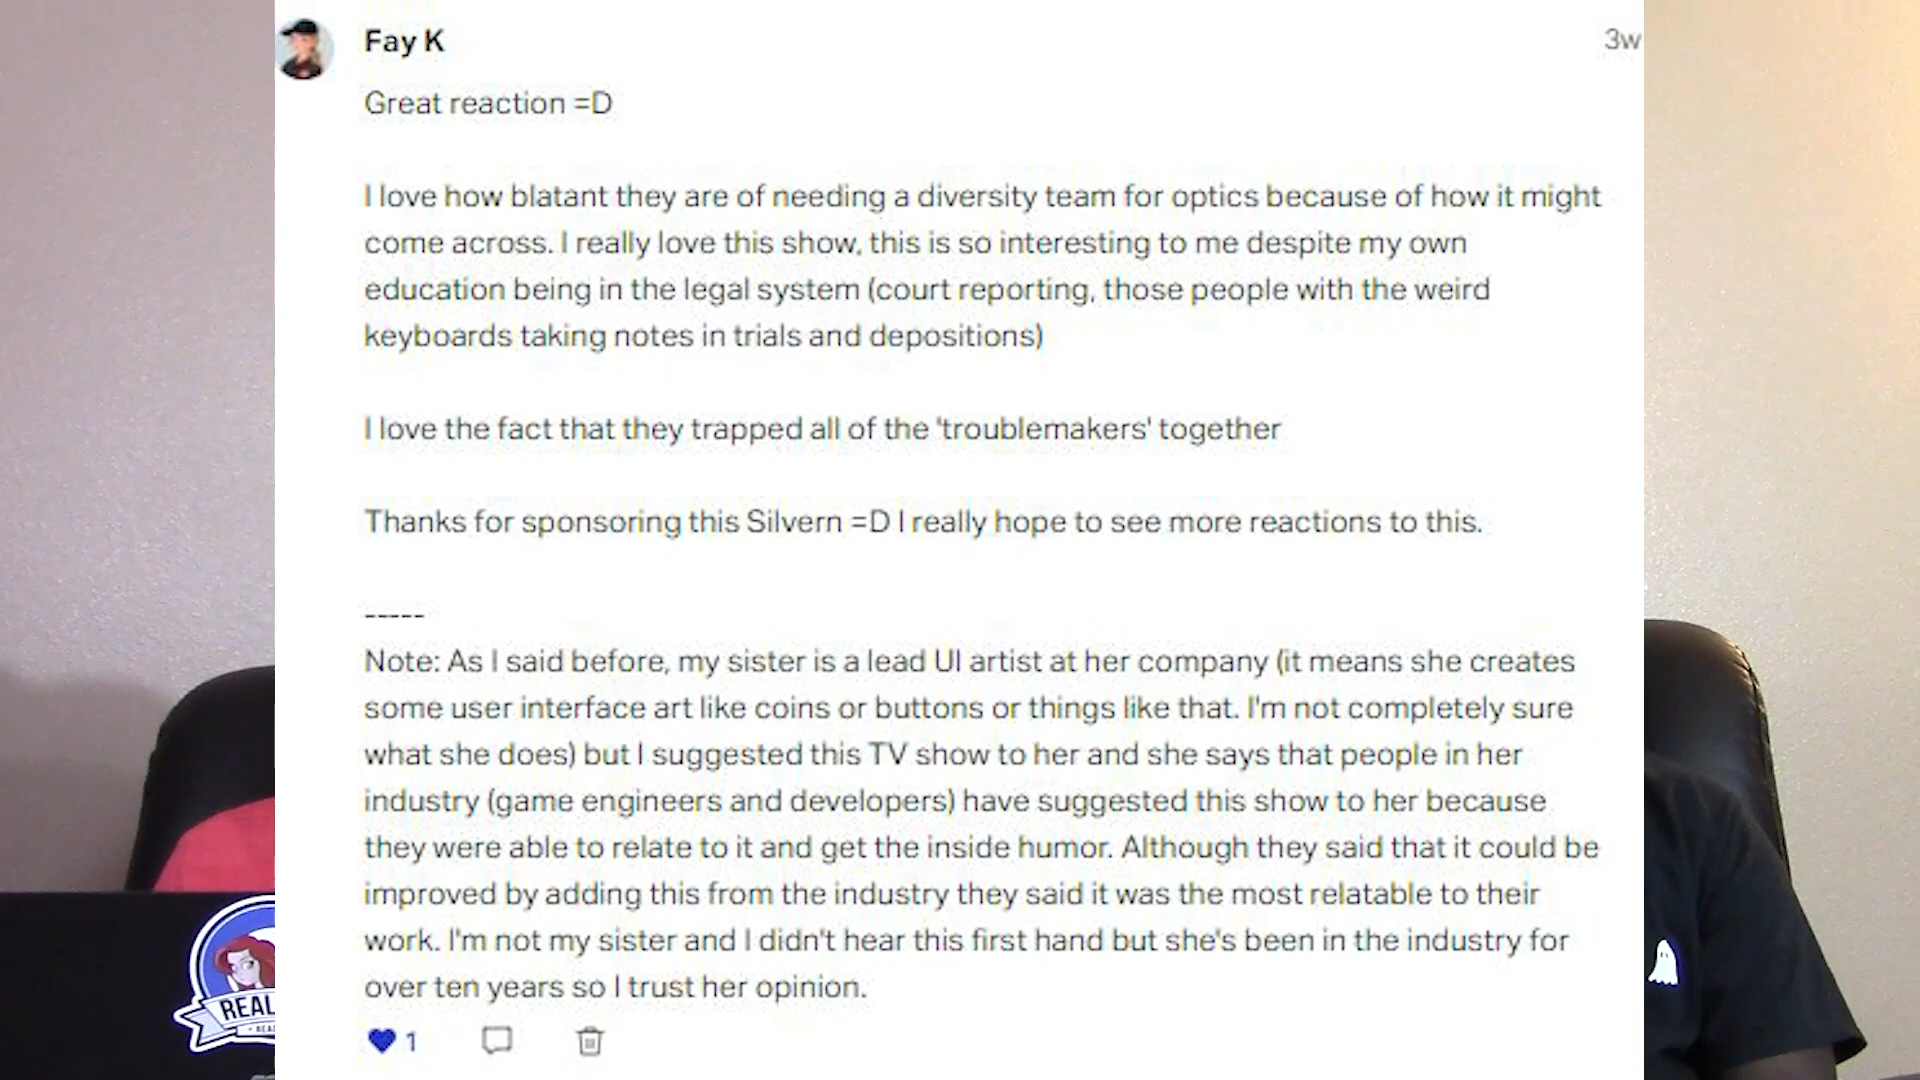 Fay K
3w
Great reaction =D
I love how blatant they are of needing a diversity team for optics because of how it might
come across. I really love this show, this is so interesting to me despite my own
education being in the legal system (court reporting, those people with the weird
keyboards taking notes in trials and depositions)
I love the fact that they trapped all of the 'troublemakers' together
Thanks for sponsoring this Silvern =D I really hope to see more reactions to this.
-----
Note: As I said before, my sister is a lead UI artist at her company (it means she creates
some user interface art like coins or buttons or things like that. I'm not completely sure
what she does) but I suggested this TV show to her and she says that people in her
industry (game engineers and developers) have suggested this show to her because
they were able to relate to it and get the inside humor. Although they said that it could be
improved by adding this from the industry they said it was the most relatable to their
work. I'm not my sister and I didn't hear this first hand but she's been in the industry for
over ten years so I trust her opinion.
1
REAL